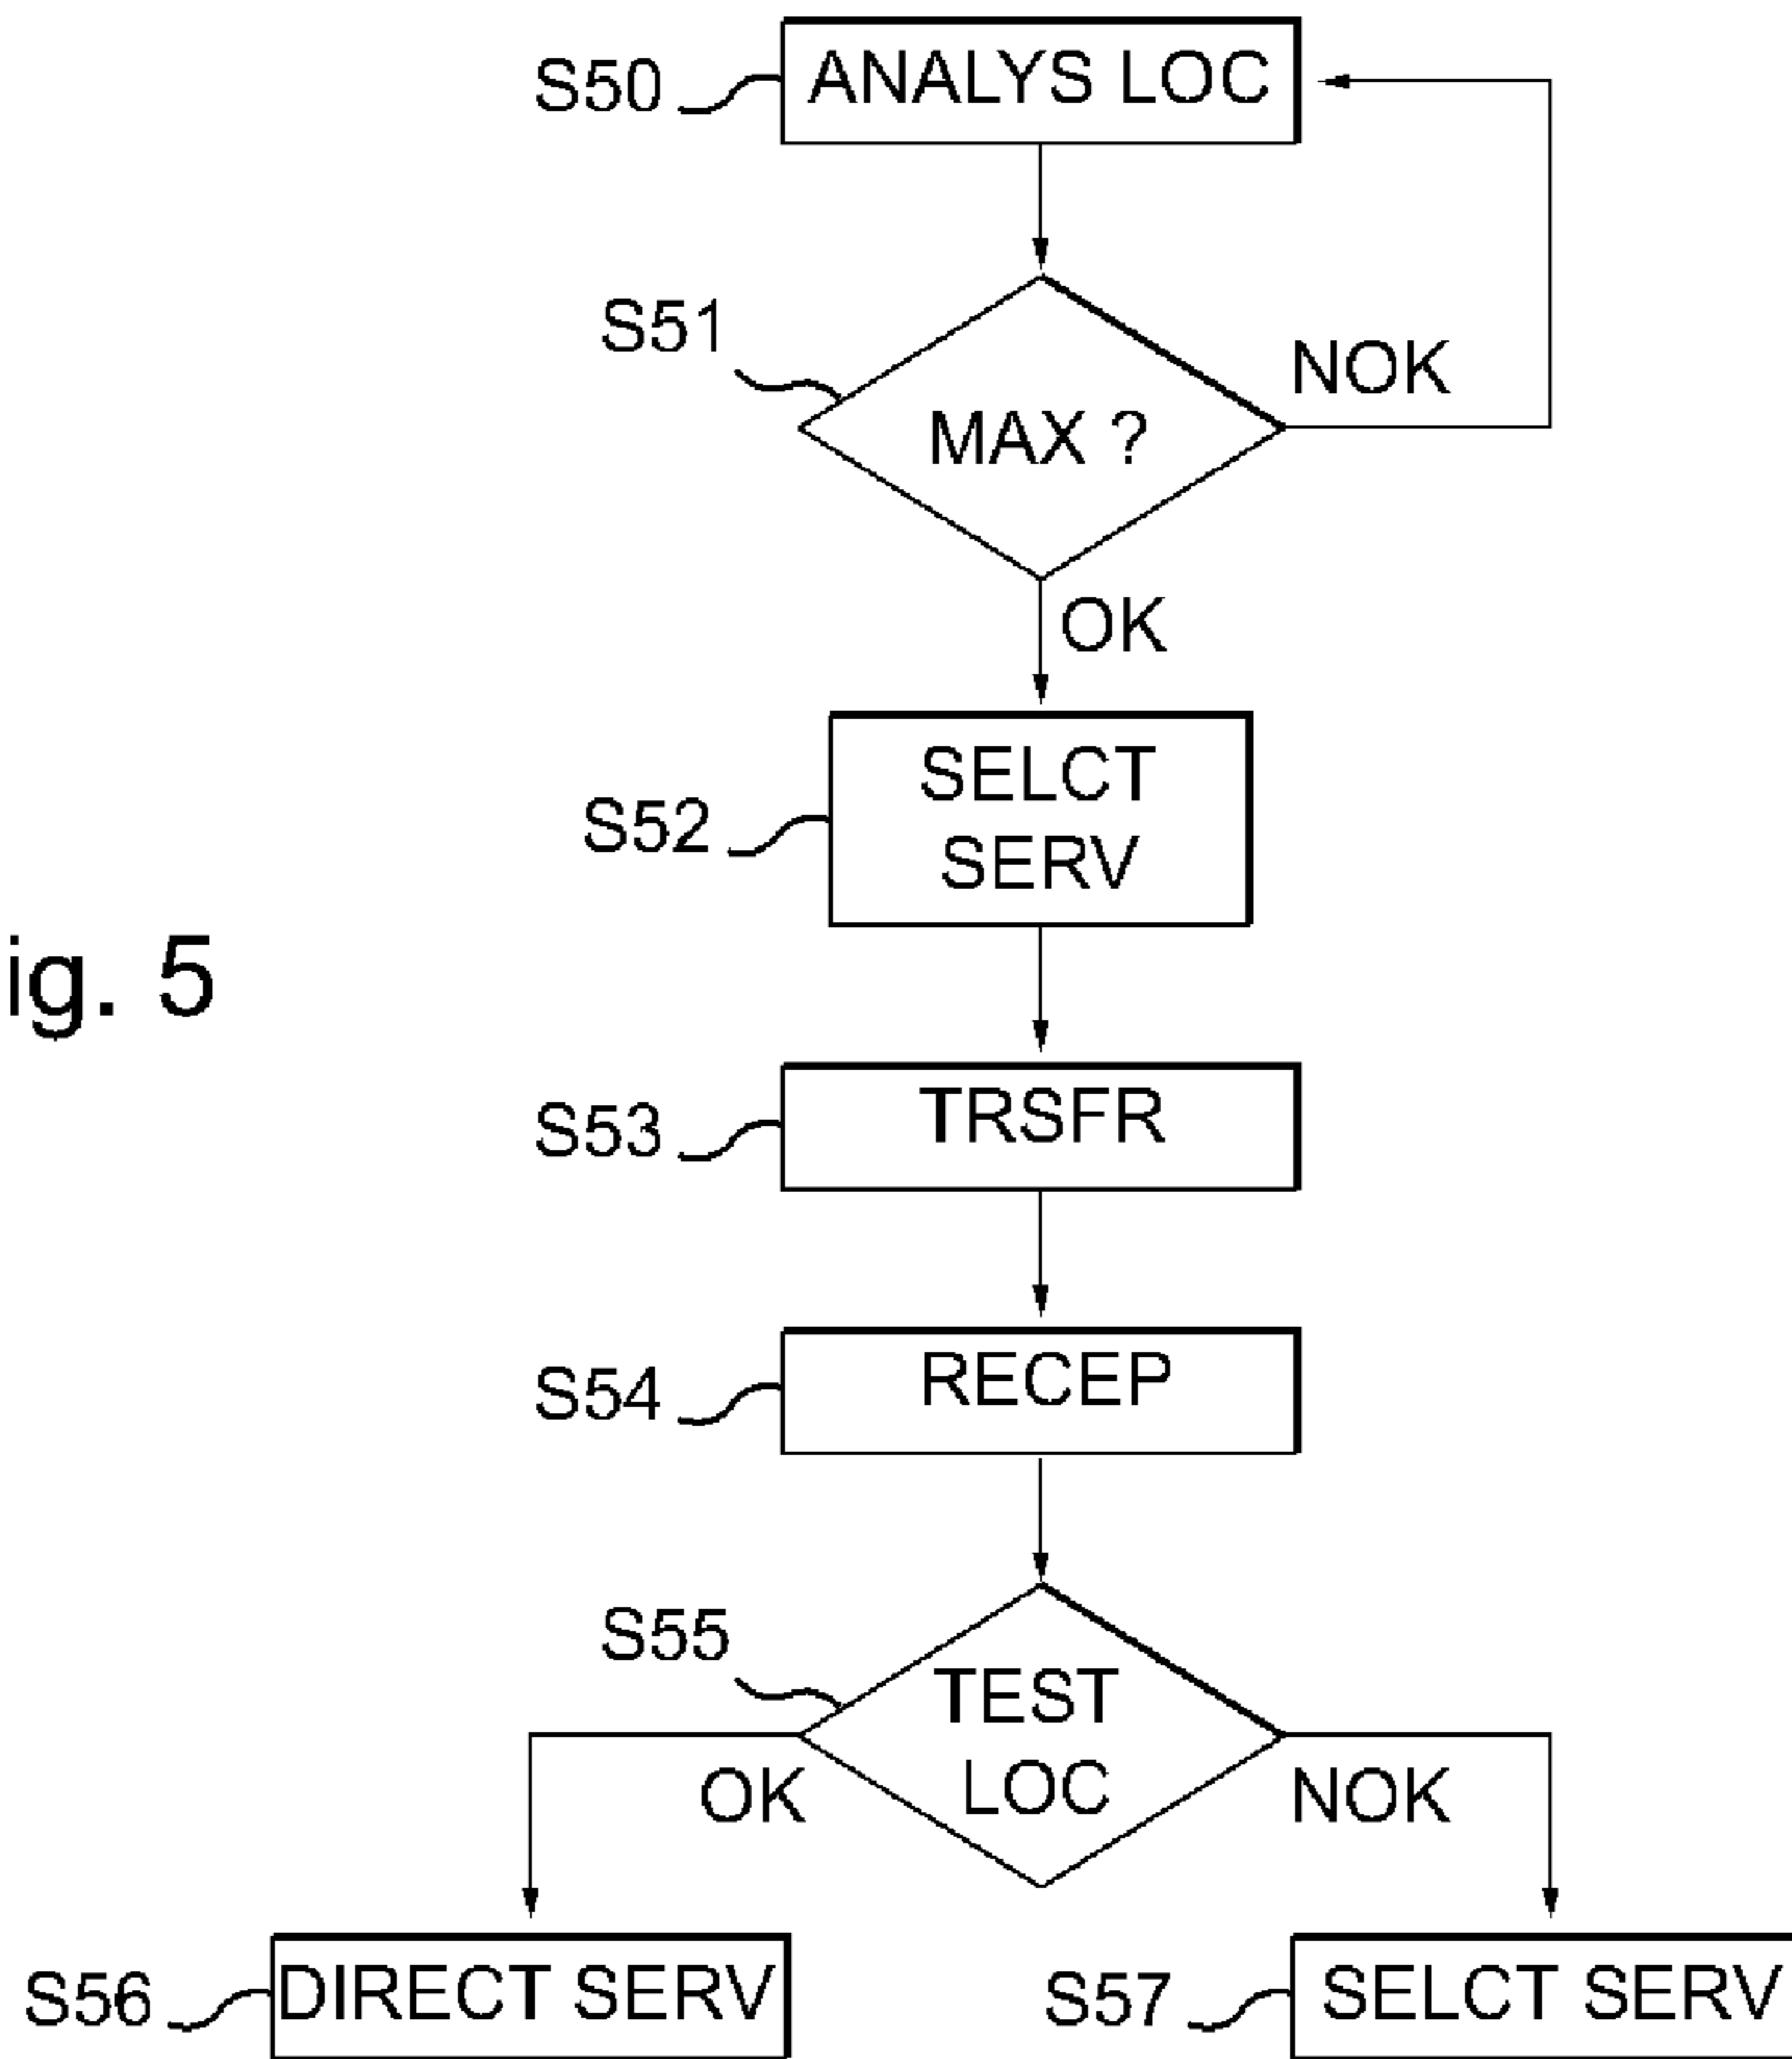 S50
ANALYS LOC
S51
MAX ?
NOK
OK
SELCT
SERV
S52
ig. 5
TRSFR
S53
RECEP
S54
S55
TEST
LOC
OK
NOK
S56
DIRECT SERV
S57
SELCT SERV